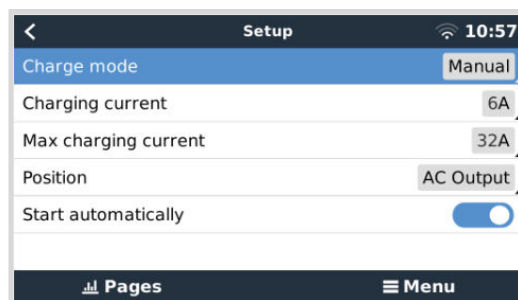 Setup 10:57
Charge mode Manual
Charging current 6A
Max charging current 32A
Position AC Output
Start automatically
Pages Menu